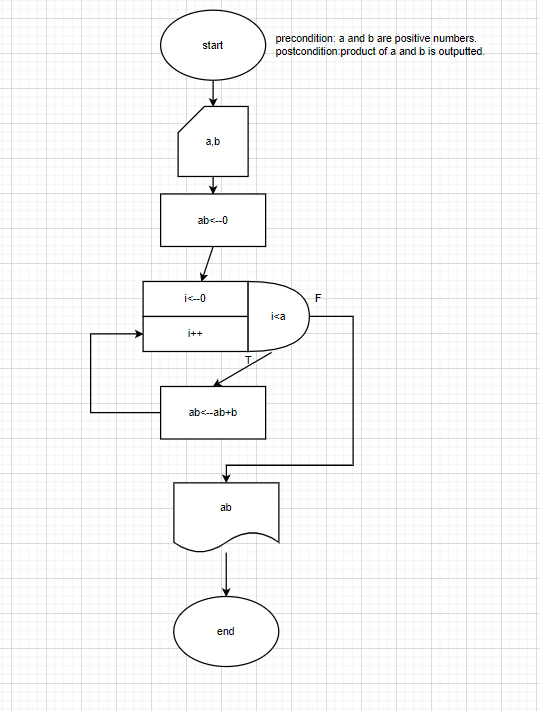 start
precondition: a and b are positive numbers.
postcondition:product of a and b is outputted.
a,b
ab<--0
i<--0
i++
i<a
F
T
ab<--ab+b
ab
end